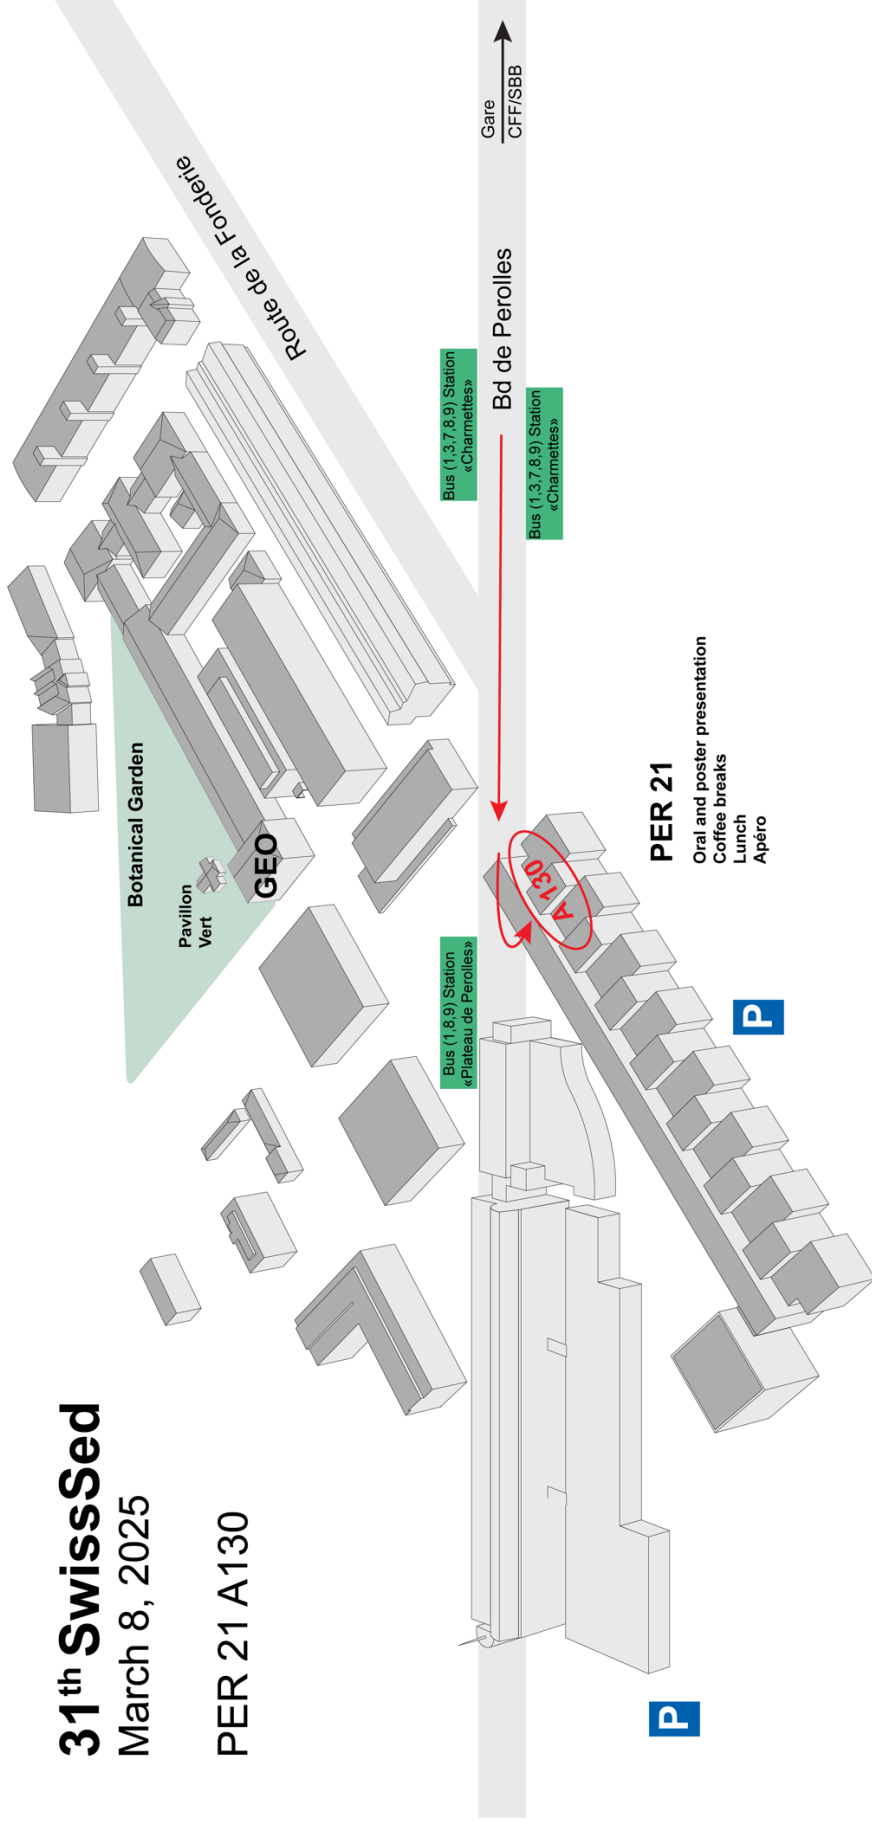 31th SwissSed
March 8, 2025
PER 21 A130
Botanical Garden
Pavillon
Vert
GEO
Route de la Fonderie
Bus (1,8,9) Station
«Plateau de Perolles»
Bus (1,3,7,8,9) Station
«Charmettes»
Gare
CFF/SBB
Bd de Perolles
Bus (1,3,7,8,9) Station
«Charmettes»
A 130
PER 21
Oral and poster presentation
Coffee breaks
Lunch
Apéro
P
P